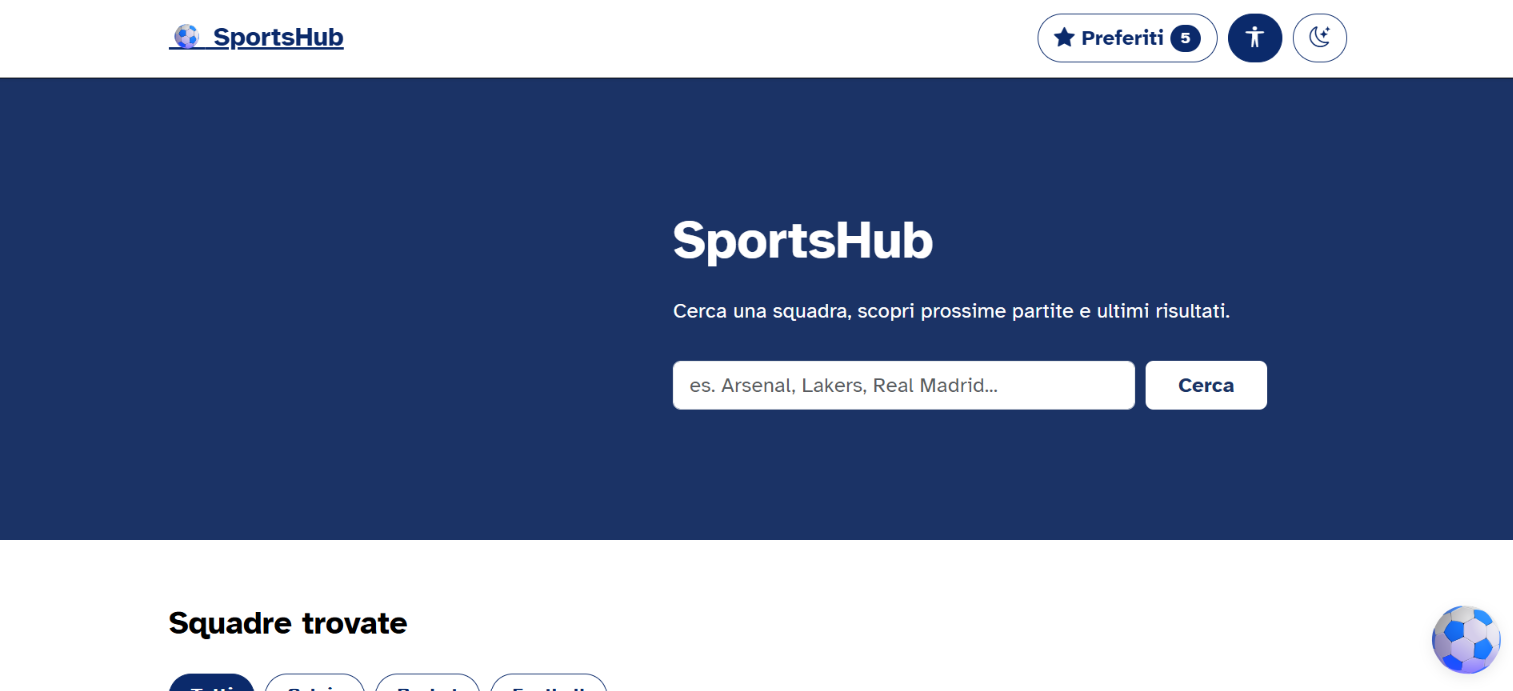 SportsHub
Preferiti 5
SportsHub
Cerca una squadra, scopri prossime partite e ultimi risultati.
es. Arsenal, Lakers, Real Madrid...
Cerca
Squadre trovate